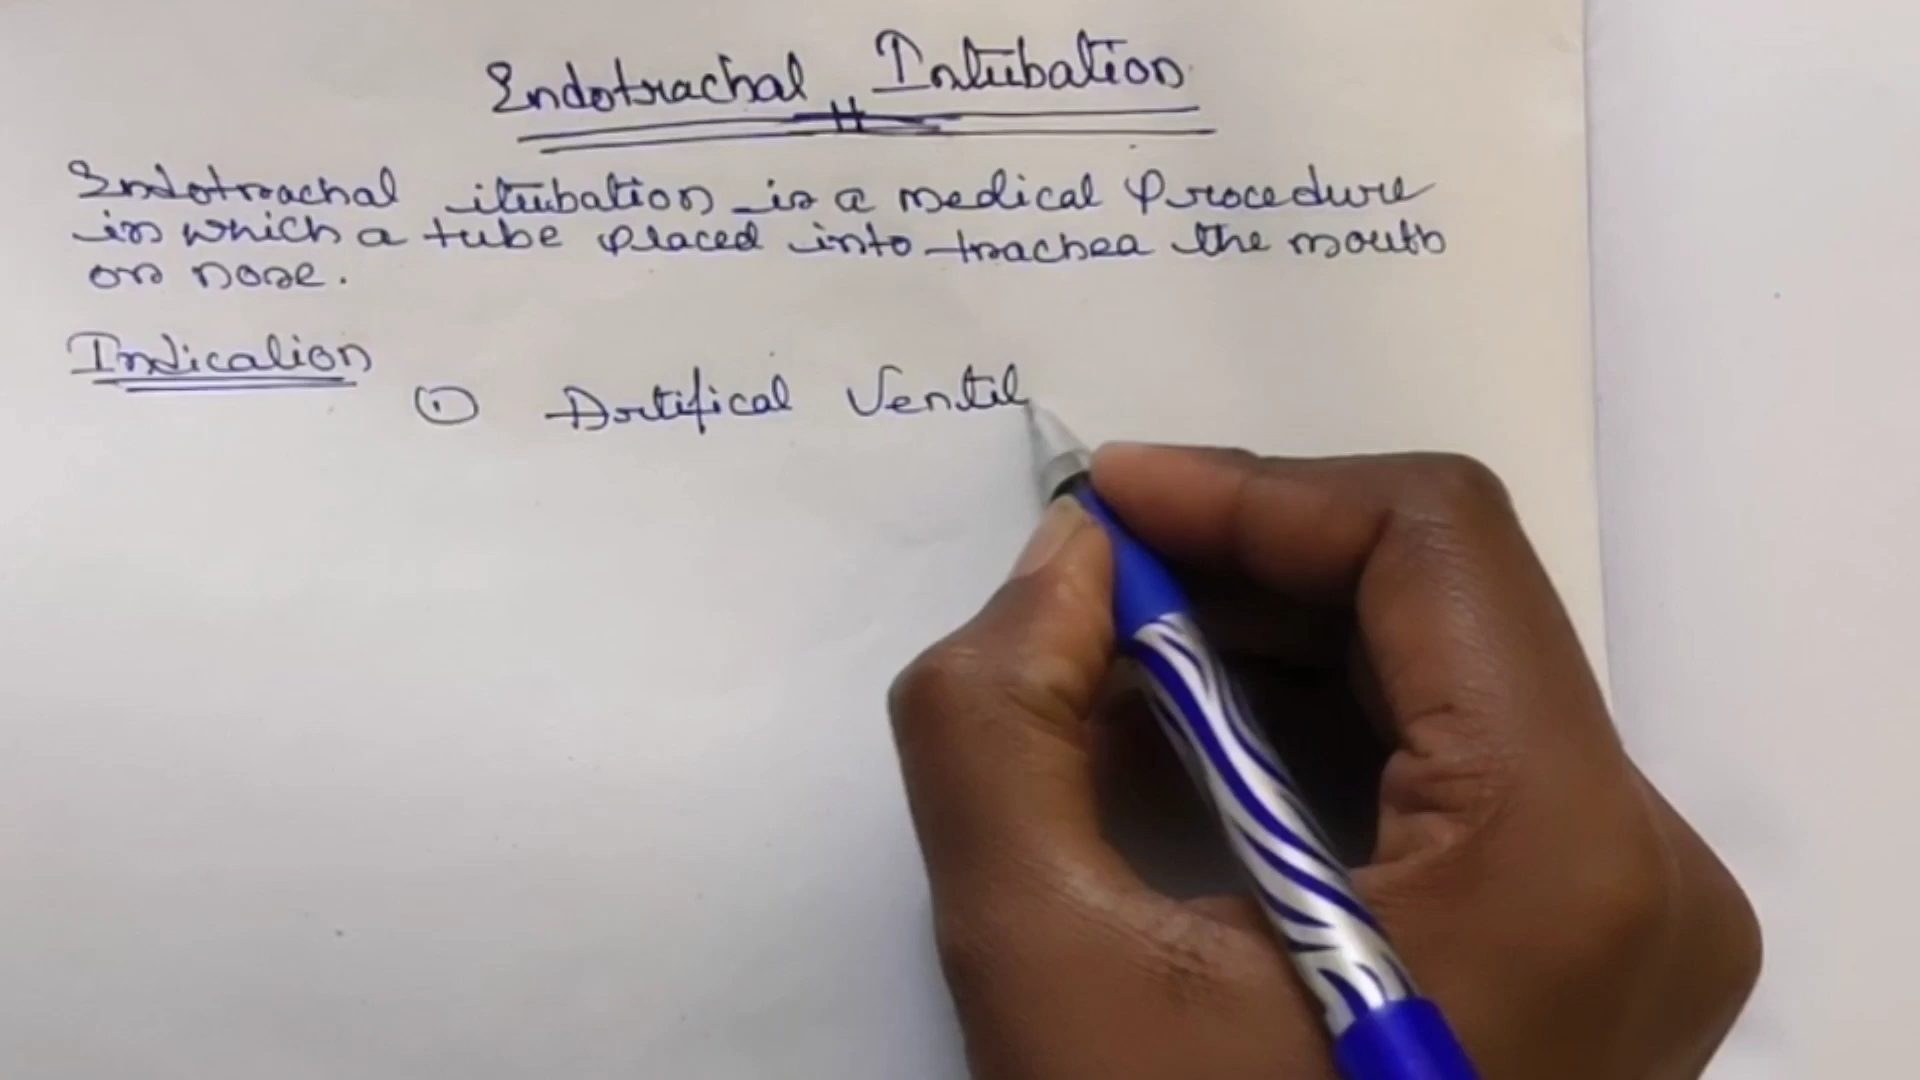 Endotrachal Intubation
Endotrachal itubation is a medical procedure
in which a tube placed into trachea the mouth
or nose.
Indication
① Artifical Ventil